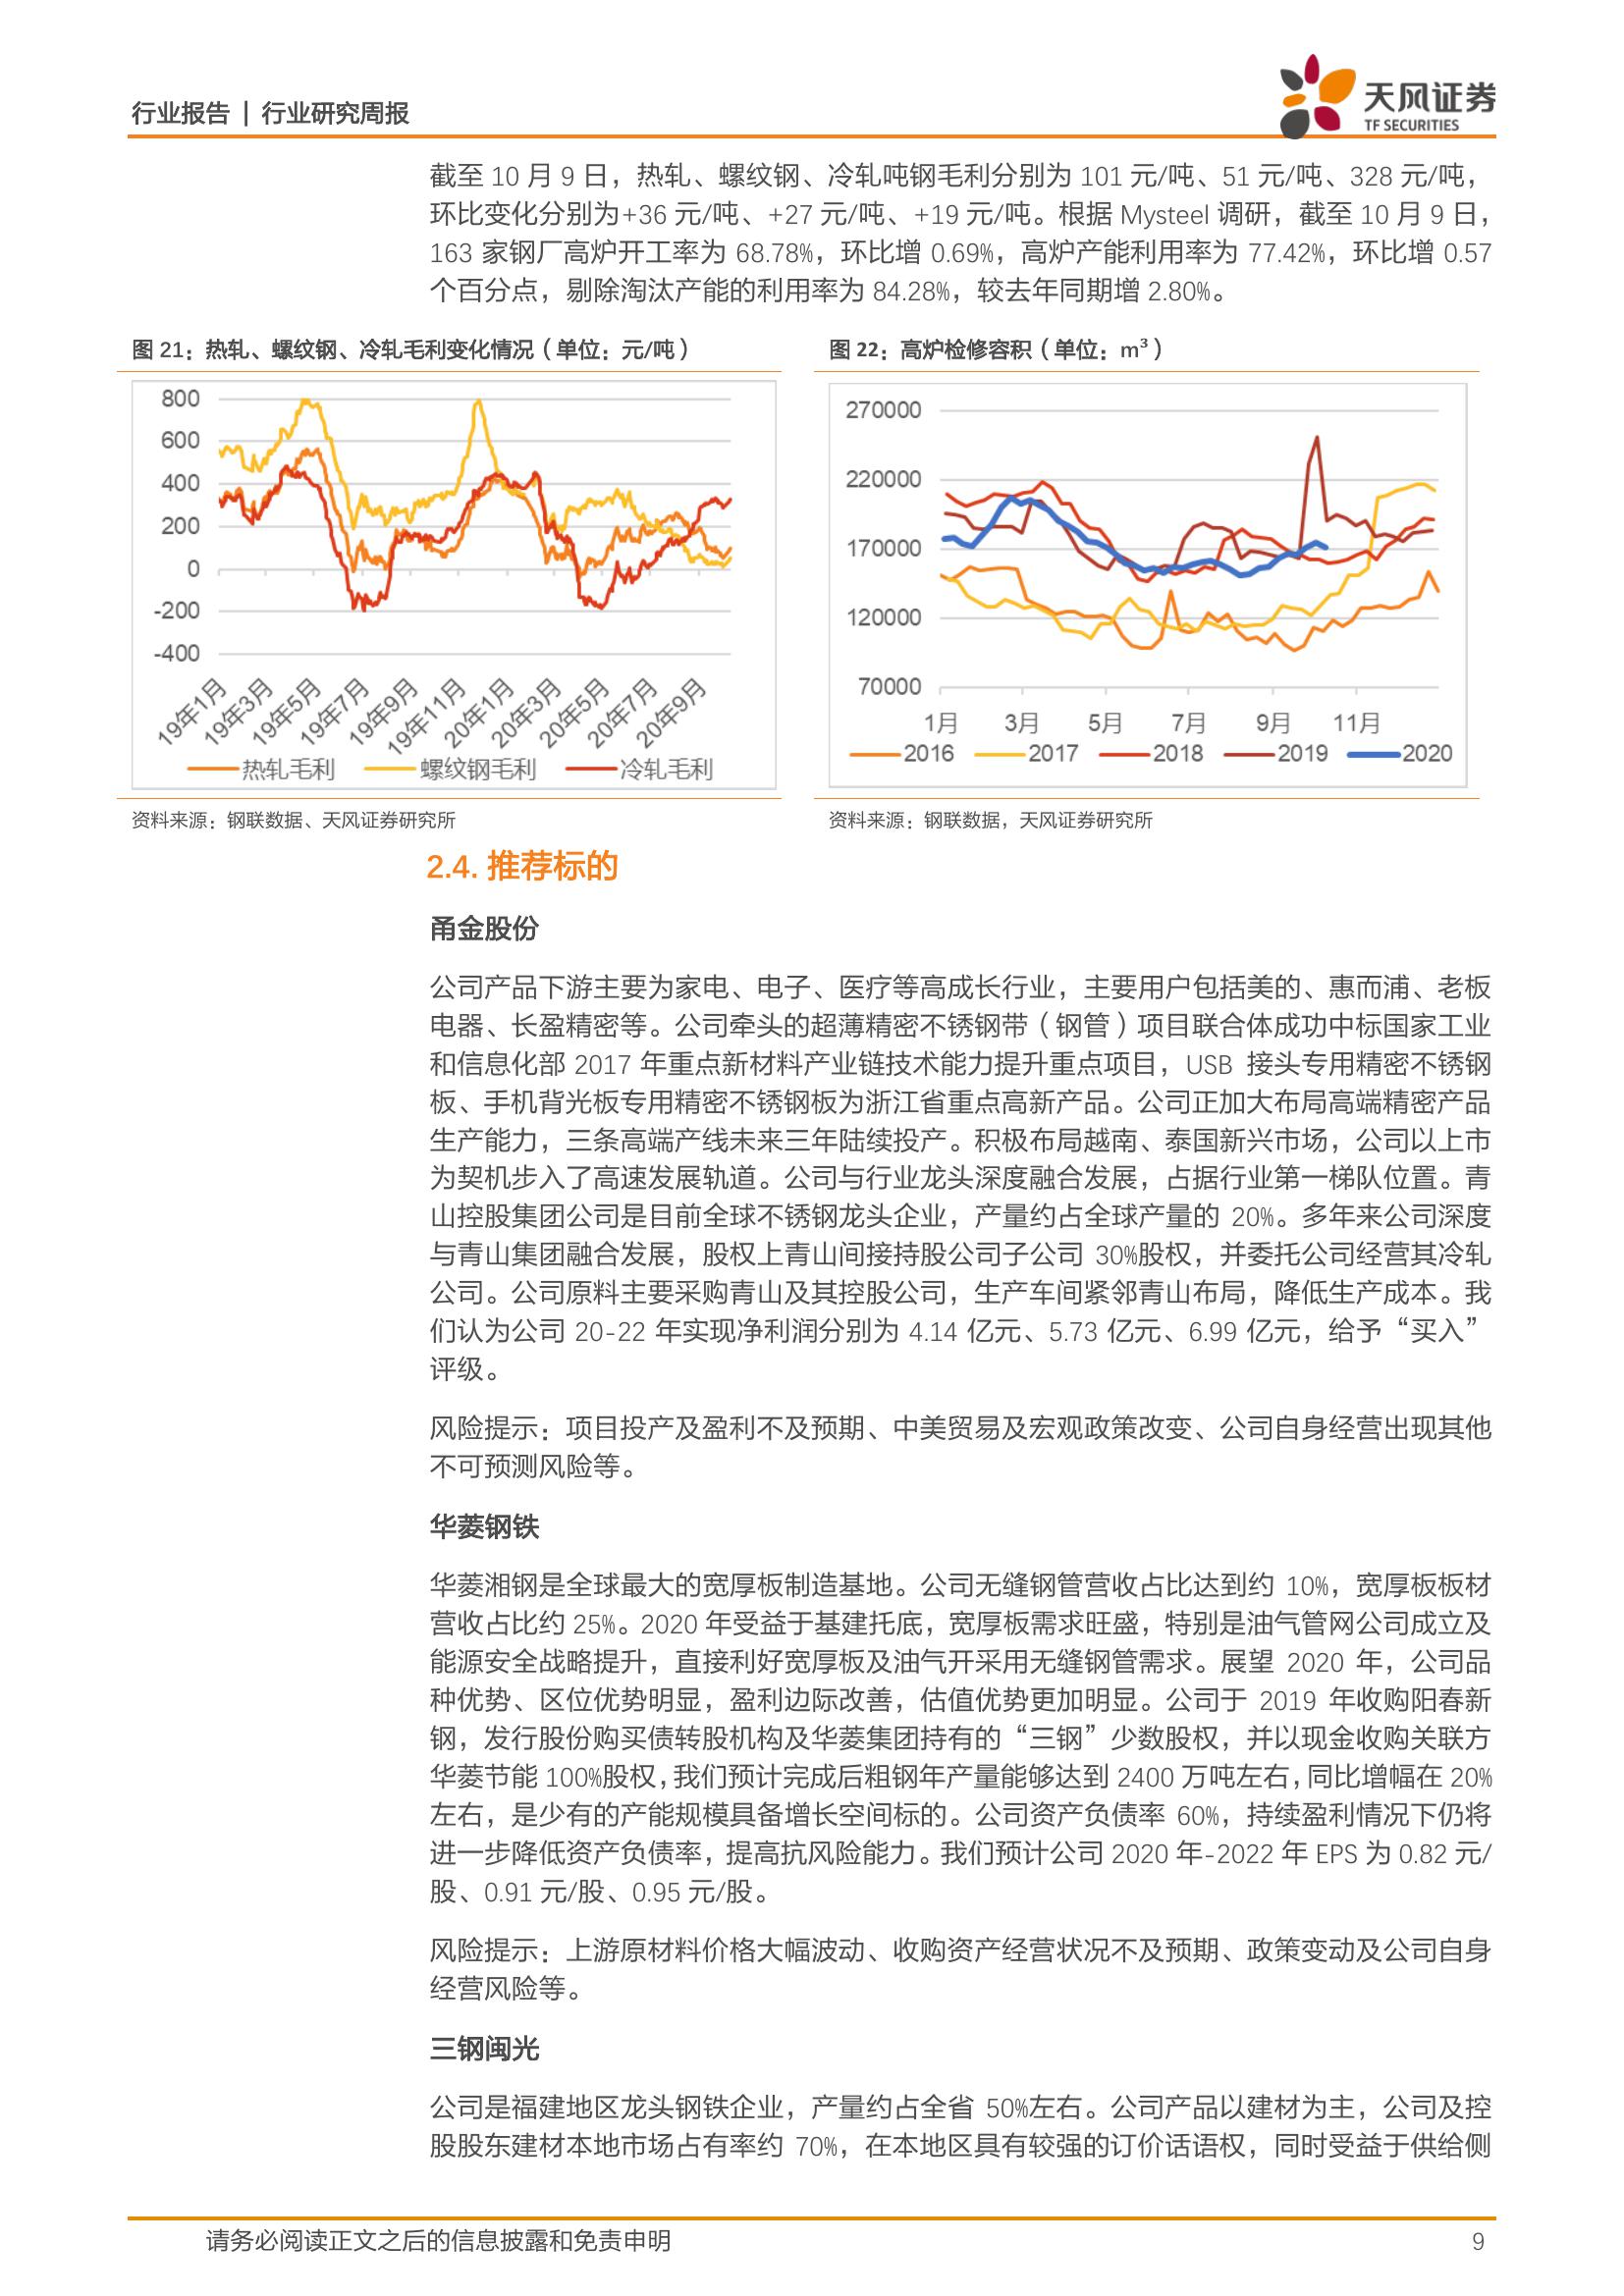 行业报告 | 行业研究周报
天风证券
TF SECURITIES
截至 10 月 9 日，热轧、螺纹钢、冷轧吨钢毛利分别为 101 元/吨、51 元/吨、328 元/吨，
环比变化分别为+36 元/吨、+27 元/吨、+19 元/吨。根据 Mysteel 调研，截至 10 月 9 日，
163 家钢厂高炉开工率为 68.78%，环比增 0.69%，高炉产能利用率为 77.42%，环比增 0.57
个百分点，剔除淘汰产能的利用率为 84.28%，较去年同期增 2.80%。
图 21：热轧、螺纹钢、冷轧毛利变化情况（单位：元/吨）
800
600
400
200
0
-200
-400
19年1月
19年3月
19年5月
19年7月
19年9月
19年11月
20年1月
20年3月
20年5月
20年7月
20年9月
热轧毛利 螺纹钢毛利 冷轧毛利
资料来源：钢联数据、天风证券研究所
图 22：高炉检修容积（单位：m³）
270000
220000
170000
120000
70000
1月 3月 5月 7月 9月 11月
2016 2017 2018 2019 2020
资料来源：钢联数据，天风证券研究所
2.4. 推荐标的
甬金股份
公司产品下游主要为家电、电子、医疗等高成长行业，主要用户包括美的、惠而浦、老板
电器、长盈精密等。公司牵头的超薄精密不锈钢带（钢管）项目联合体成功中标国家工业
和信息化部 2017 年重点新材料产业链技术能力提升重点项目，USB 接头专用精密不锈钢
板、手机背光板专用精密不锈钢板为浙江省重点高新产品。公司正加大布局高端精密产品
生产能力，三条高端产线未来三年陆续投产。积极布局越南、泰国新兴市场，公司以上市
为契机步入了高速发展轨道。公司与行业龙头深度融合发展，占据行业第一梯队位置。青
山控股集团公司是目前全球不锈钢龙头企业，产量约占全球产量的 20%。多年来公司深度
与青山集团融合发展，股权上青山间接持股公司子公司 30%股权，并委托公司经营其冷轧
公司。公司原料主要采购青山及其控股公司，生产车间紧邻青山布局，降低生产成本。我
们认为公司 20-22 年实现净利润分别为 4.14 亿元、5.73 亿元、6.99 亿元，给予“买入”
评级。
风险提示：项目投产及盈利不及预期、中美贸易及宏观政策改变、公司自身经营出现其他
不可预测风险等。
华菱钢铁
华菱湘钢是全球最大的宽厚板制造基地。公司无缝钢管营收占比达到约 10%，宽厚板板材
营收占比约 25%。2020 年受益于基建托底，宽厚板需求旺盛，特别是油气管网公司成立及
能源安全战略提升，直接利好宽厚板及油气开采用无缝钢管需求。展望 2020 年，公司品
种优势、区位优势明显，盈利边际改善，估值优势更加明显。公司于 2019 年收购阳春新
钢，发行股份购买债转股机构及华菱集团持有的“三钢”少数股权，并以现金收购关联方
华菱节能 100%股权，我们预计完成后粗钢年产量能够达到 2400 万吨左右，同比增幅在 20%
左右，是少有的产能规模具备增长空间标的。公司资产负债率 60%，持续盈利情况下仍将
进一步降低资产负债率，提高抗风险能力。我们预计公司 2020 年-2022 年 EPS 为 0.82 元/
股、0.91 元/股、0.95 元/股。
风险提示：上游原材料价格大幅波动、收购资产经营状况不及预期、政策变动及公司自身
经营风险等。
三钢闽光
公司是福建地区龙头钢铁企业，产量约占全省 50%左右。公司产品以建材为主，公司及控
股股东建材本地市场占有率约 70%，在本地区具有较强的订价话语权，同时受益于供给侧
请务必阅读正文之后的信息披露和免责申明
9